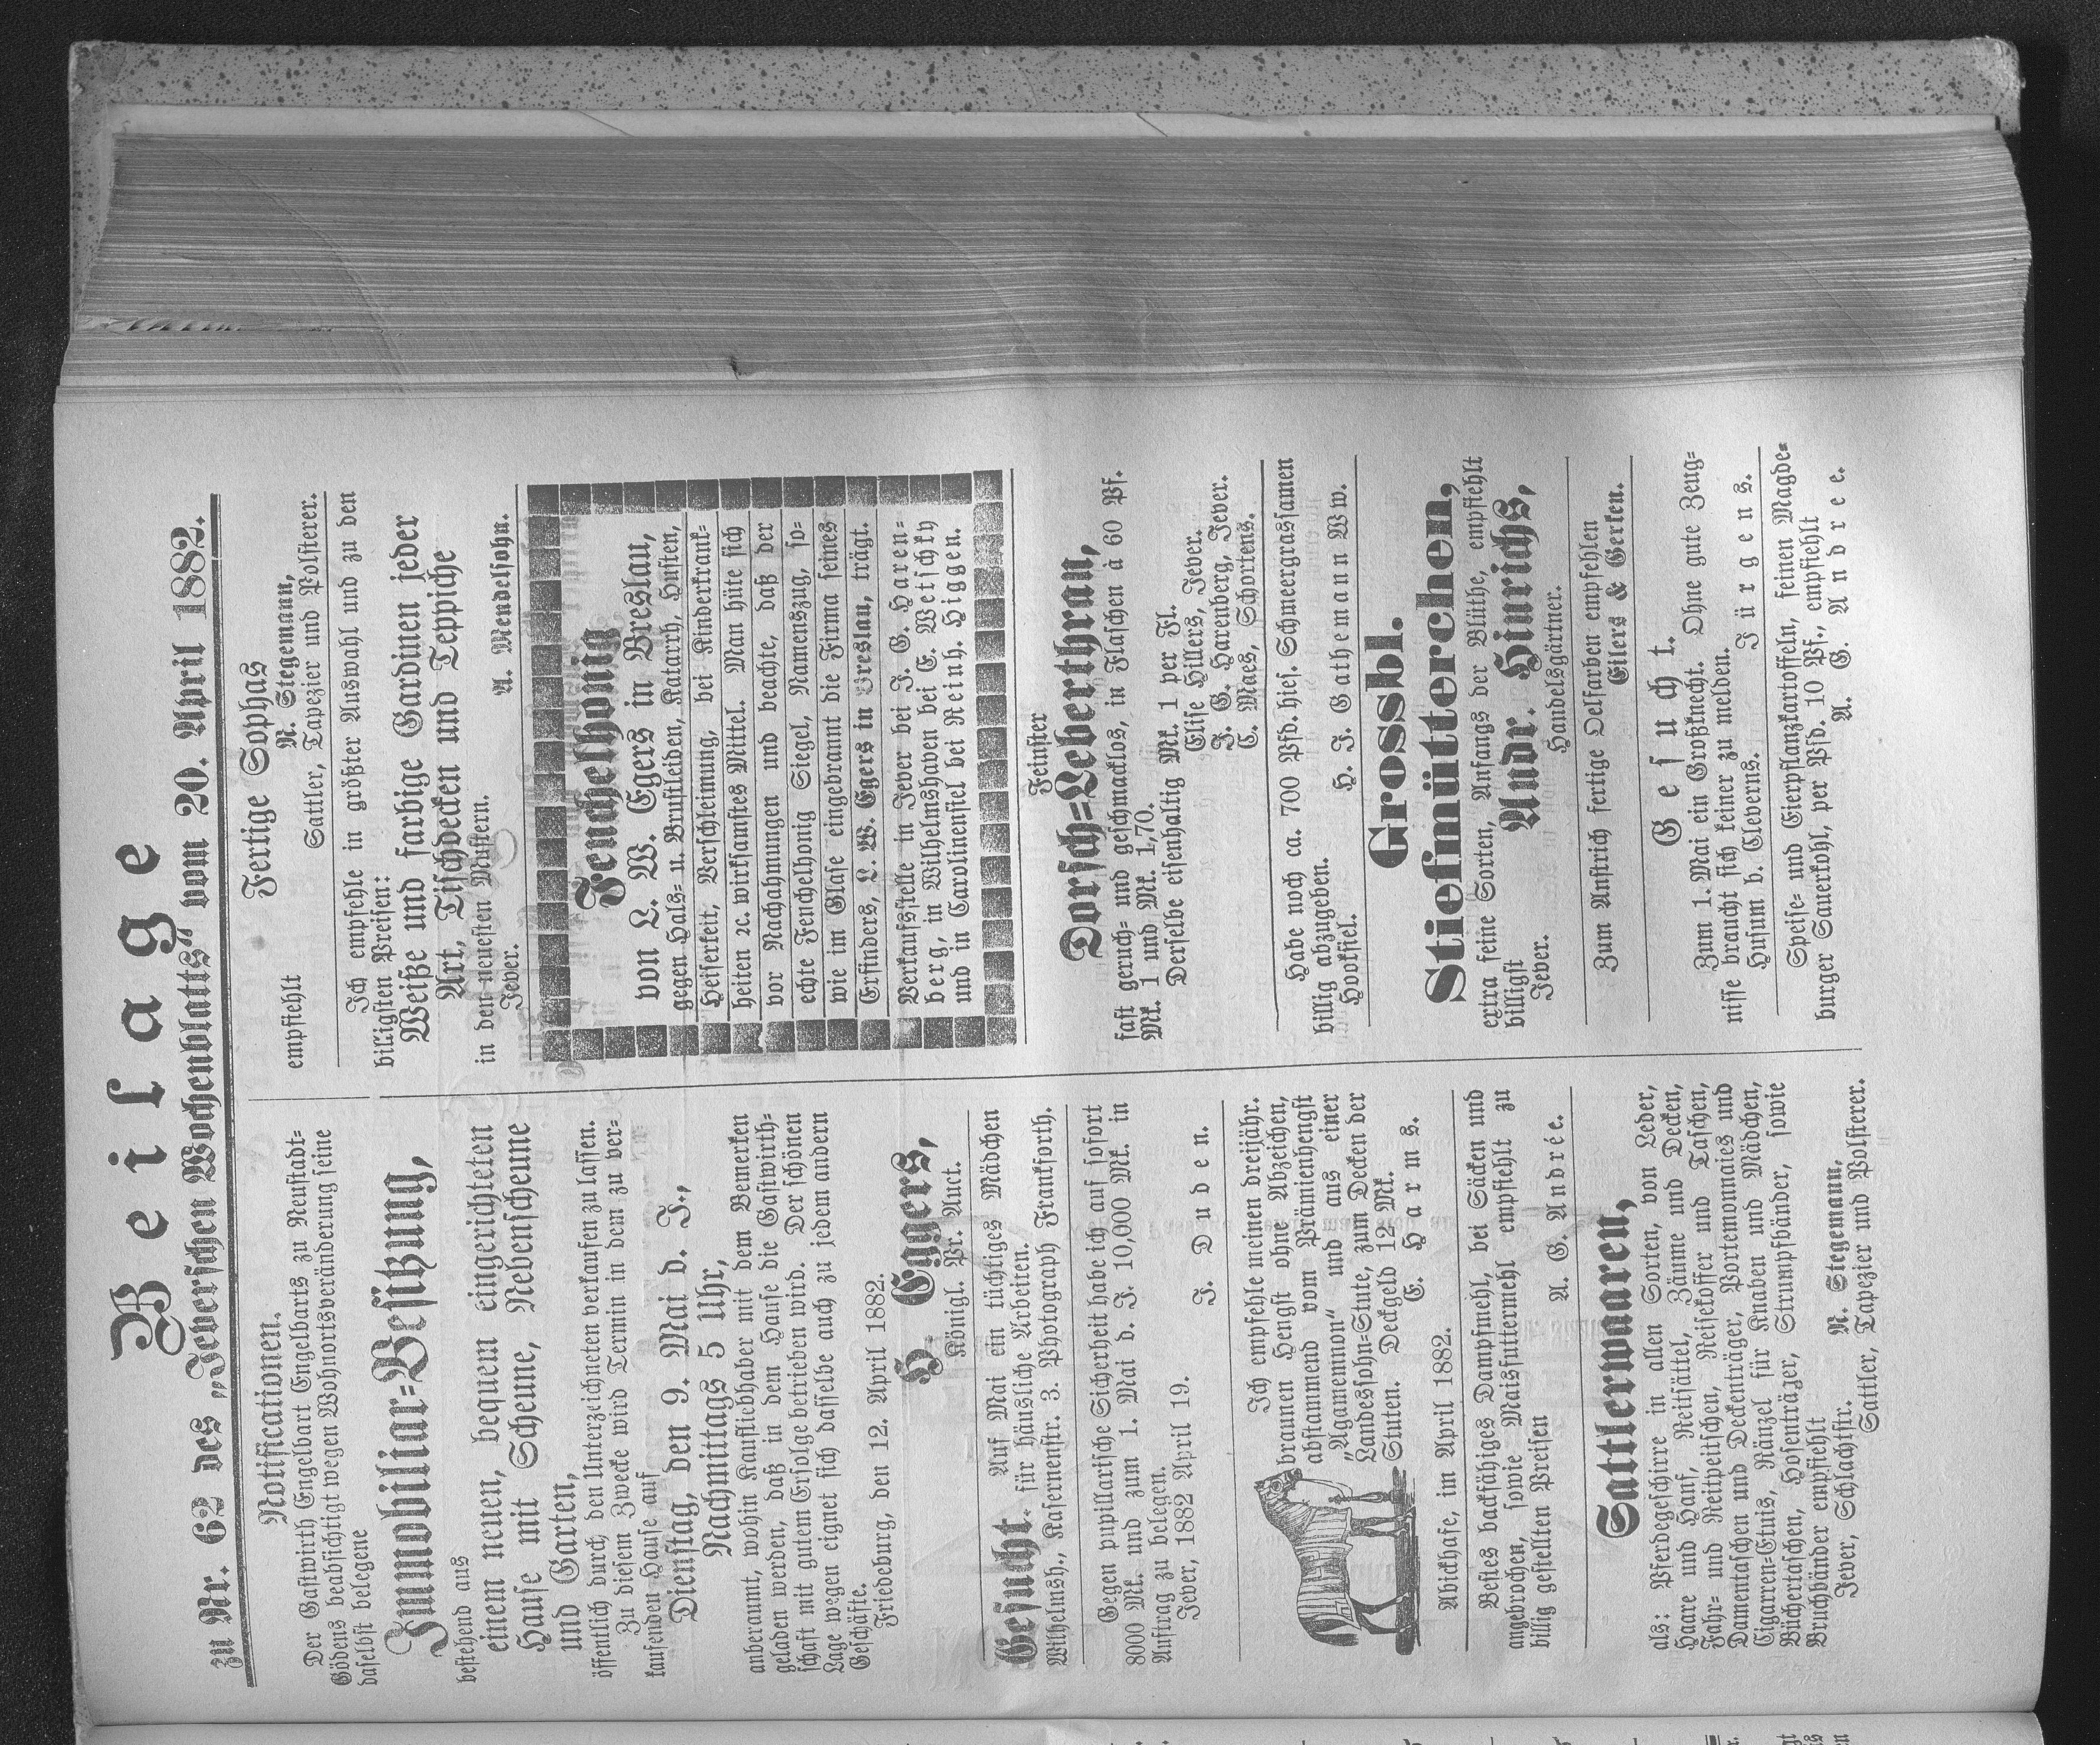 Beilage
zu Nr. 62 des „Jeverschen Wochenblatts“ vom 20. April 1882.
Notificationen.
Der Gastwirth Engelbart Engelbarts zu Neustadt-
Gödens beabsichtigt wegen Wohnortsveränderung seine
daselbst belegene
Immobiliar-Besitzung,
bestehend aus
einem neuen, bequem eingerichteten
Hause mit Scheune, Nebenscheune
und Garten,
öffentlich durch den Unterzeichneten verkaufen zu lassen.
Zu diesem Zwecke wird Termin in dem zu ver-
kaufenden Hause auf
Dienstag, den 9. Mai d. J.,
Nachmittags 5 Uhr,
anberaumt, wohin Kaufliebhaber mit dem Bemerken
geladen werden, daß in dem Hause die Gastwirth-
schaft mit gutem Erfolge betrieben wird. Der schönen
Lage wegen eignet sich dasselbe auch zu jedem andern
Geschäfte.
Friedeburg, den 12. April 1882.
H. Eggers,
Königl. Pr. Auct.
Gesucht. Auf Mai ein tüchtiges Mädchen
für häusliche Arbeiten.
Wilhelmsh., Kasernenstr. 3. Photograph Frankforth.
Gegen pupillarische Sicherheit habe ich auf sofort
8000 Mk. und zum 1. Mai d. J. 10,000 Mk. in
Auftrag zu belegen.
Jever, 1882 April 19. J. Duden.
Ich empfehle meinen dreijähr.
braunen Hengst ohne Abzeichen,
abstammend vom Prämienhengst
„Agamemnon“ und aus einer
Landessohn-Stute, zum Decken der
Stuten. Deckgeld 12 Mk.
E. Harms.
Abickhafe, im April 1882.
Bestes backfähiges Dampfmehl, bei Säcken und
angebrochen, sowie Maisfuttermehl empfiehlt zu
billig gestellten Preisen A. G. Andrée.
Sattlerwaaren,
als: Pferdegeschirre in allen Sorten, von Leder,
Haare und Hanf, Reitsättel, Zäume und Decken,
Fahr- und Reitpeitschen, Reisekoffer und Taschen,
Damentaschen und Deckenträger, Portemonnaies und
Cigarren-Etuis, Ränzel für Knaben und Mädchen,
Büchertaschen, Hosenträger, Strumpfbänder, sowie
Bruchbänder empfiehlt
Jever, Schlachtstr. R. Stegemann,
Sattler, Tapezier und Polsterer.
Fertige Sophas
empfiehlt R. Stegemann,
Sattler, Tapezier und Polsterer.
Ich empfehle in größter Auswahl und zu den
billigsten Preisen:
Weiße und farbige Gardinen jeder
Art, Tischdecken und Teppiche
in den neuesten Mustern.
Jever. A. Mendelsohn.
Fenchelhonig
von L. W. Egers in Breslau,
gegen Hals- u. Brustleiden, Katarrh, Husten,
Heiserkeit, Verschleimung, bei Kinderkrank-
heiten ꝛc. wirksamstes Mittel. Man hüte sich
vor Nachahmungen und beachte, daß der
echte Fenchelhonig Siegel, Namenszug, so-
wie im Glase eingebrannt die Firma seines
Erfinders, L. W. Egers in Breslau, trägt.
Verkaufsstelle in Jever bei J. G. Haren-
berg, in Wilhelmshaven bei E. Wetschky
und in Carolinensiel bei Reinh. Higgen.
Feinster
Dorsch-Leberthran,
fast geruch- und geschmacklos, in Flaschen à 60 Pf.
Mk. 1 und Mk. 1,70.
Derselbe eisenhaltig Mk. 1 per Fl.
Elise Hillers, Jever.
J. G. Harenberg, Jever.
C. Maes, Schortens.
Habe noch ca. 700 Pfd. hies. Schmeergrassamen
billig abzugeben.
Hooksiel. H. J. Gathemann Ww.
Grossbl.
Stiefmütterchen,
extra feine Sorten, Anfangs der Blüthe, empfiehlt
billigst Andr. Hinrichs,
Jever. Handelsgärtner.
Zum Anstrich fertige Oelfarben empfehlen
Eilers & Gerken.
Gesucht.
Zum 1. Mai ein Großknecht. Ohne gute Zeug-
nisse braucht sich keiner zu melden.
Husum b. Cleverns. Jürgens.
Speise- und Eierpflanzkartoffeln, feinen Magde-
burger Sauerkohl, per Pfd. 10 Pf., empfiehlt
A. G. Andree.